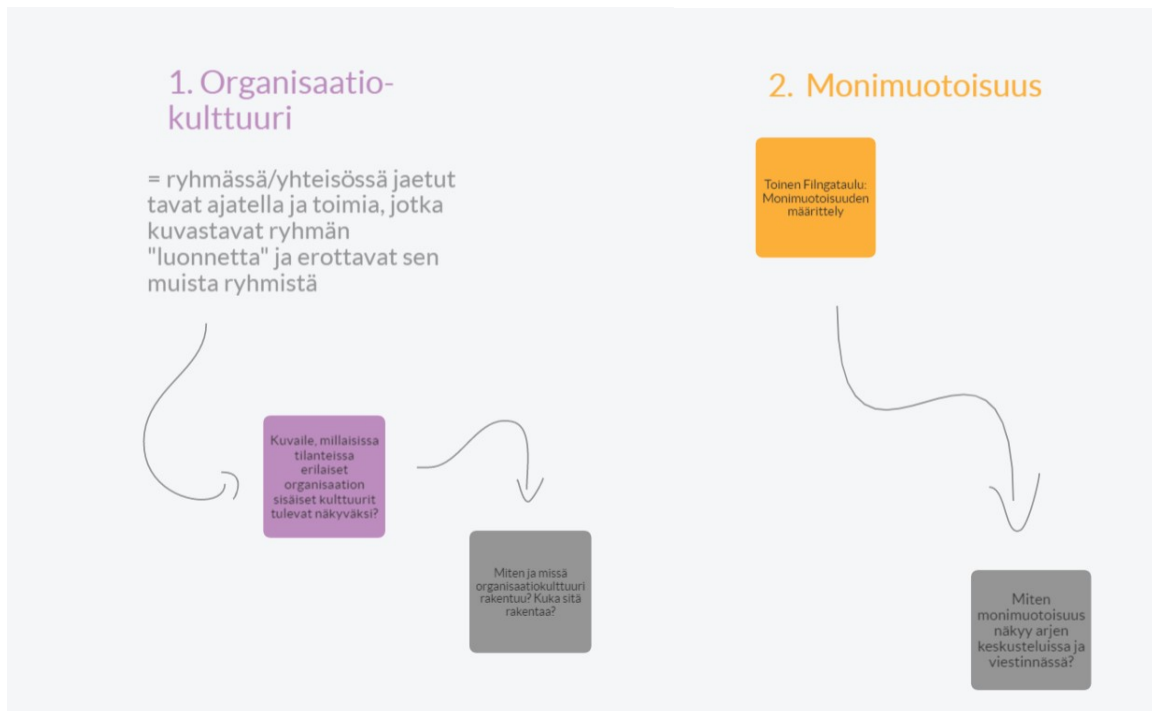 1. Organisaatio-
kulttuuri
= ryhmässä/yhteisössä jaetut
tavat ajatella ja toimia, jotka
kuvastavat ryhmän
"luonnetta" ja erottavat sen
muista ryhmistä
Kuvaile, millaisissa
tilanteissa
erilaiset
organisaation
sisäiset kulttuurit
tulevat näkyväksi?
Miten ja missä
organisaatiokulttuuri
rakentuu? Kuka sitä
rakentaa?
2. Monimuotoisuus
Toinen Filngataulu:
Monimuotoisuuden
määrittely
Miten
monimuotoisuus
näkyy arjen
keskusteluissa ja
viestinnässä?